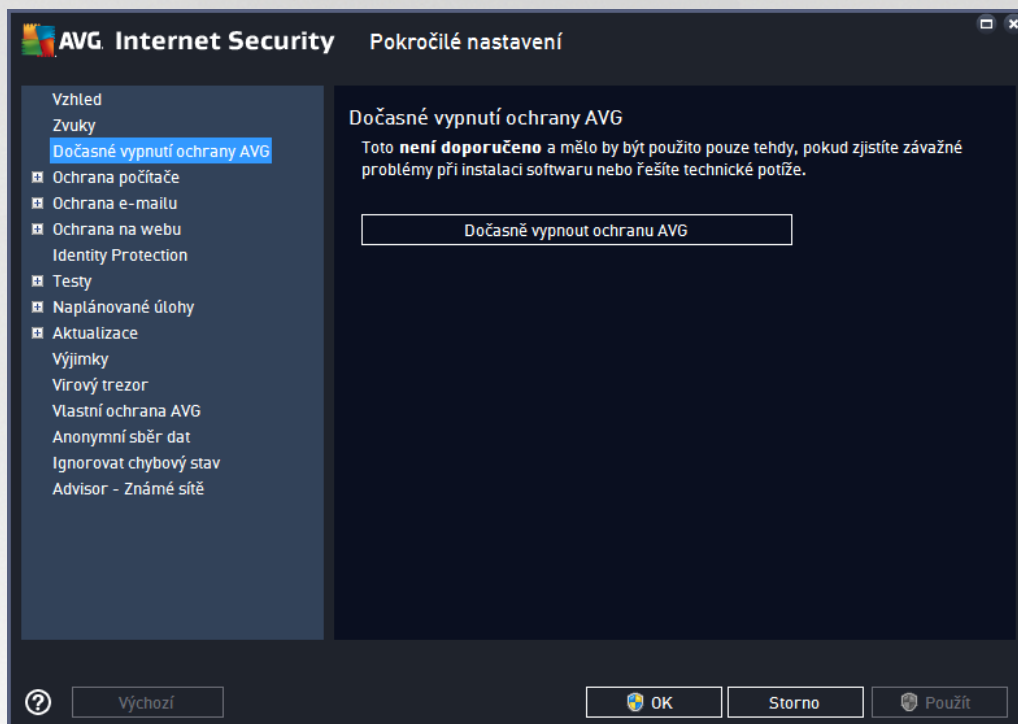 AVG. Internet Security Pokročilé nastavení
Vzhled
Zvuky
Dočasné vypnutí ochrany AVG
Ochrana počítače
Ochrana e-mailu
Ochrana na webu
Identity Protection
Testy
Naplánované úlohy
Aktualizace
Výjimky
Virový trezor
Vlastní ochrana AVG
Anonymní sběr dat
Ignorovat chybový stav
Advisor - Známé sítě
Dočasné vypnutí ochrany AVG
Toto není doporučeno a mělo by být použito pouze tehdy, pokud zjistíte závažné
problémy při instalaci softwaru nebo řešíte technické potíže.
Dočasně vypnout ochranu AVG
Výchozí
OK
Storno
Použít